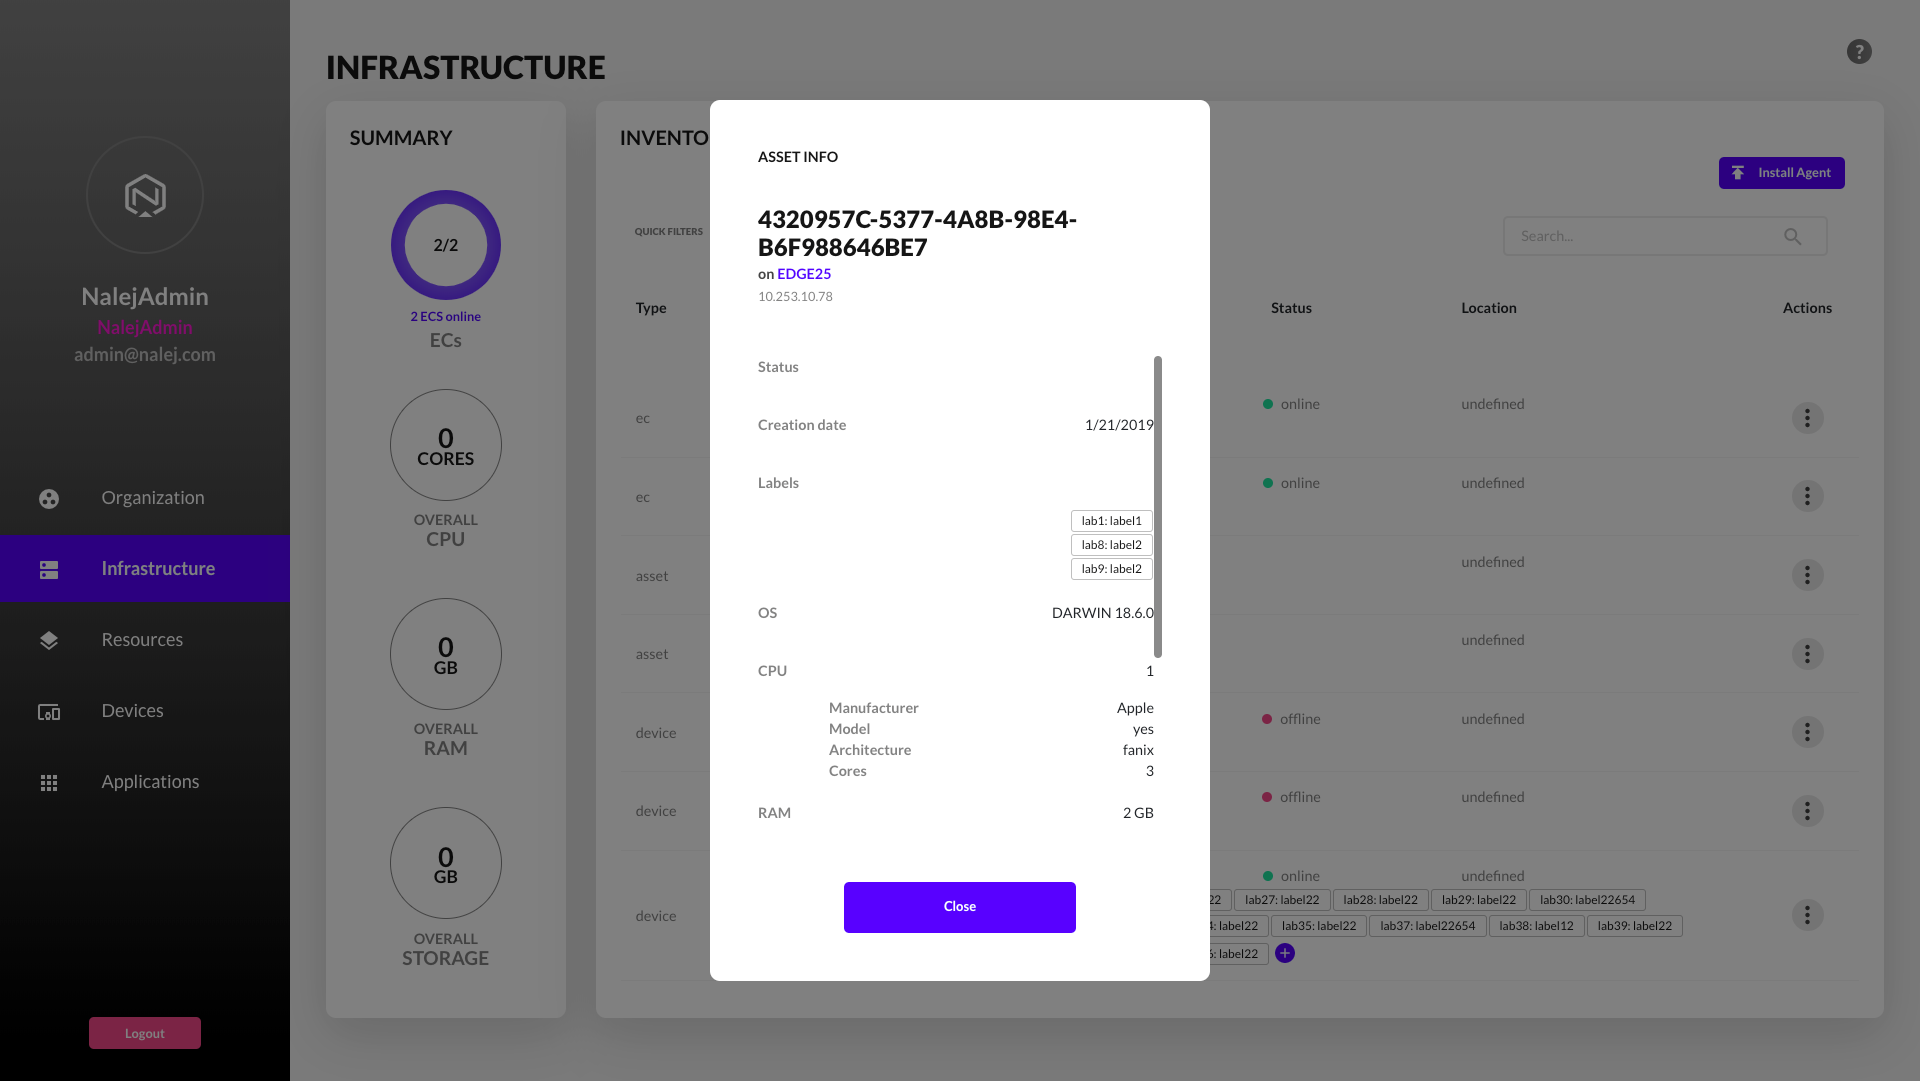 NalejAdmin
NalejAdmin
admin@nalej.com
Organization
Infrastructure
Resources
Devices
Applications
Logout
INFRASTRUCTURE
?
SUMMARY
2/2
2 ECS online
ECs
0
CORES
OVERALL
CPU
0
GB
OVERALL
RAM
0
GB
OVERALL
STORAGE
INVENTO
Install Agent
QUICK FILTERS
Search...
Type Status Location Actions
ec online undefined
ec online undefined
asset undefined
asset undefined
device offline undefined
device offline undefined
device online undefined
22 lab27: label22 lab28: label22 lab29: label22 lab30: label22654
: label22 lab35: label22 lab37: label22654 lab38: label12 lab39: label22
: label22
ASSET INFO
4320957C-5377-4A8B-98E4-
B6F988646BE7
on EDGE25
10.253.10.78
Status
Creation date 1/21/2019
Labels
lab1: label1
lab8: label2
lab9: label2
OS DARWIN 18.6.0
CPU 1
Manufacturer Apple
Model yes
Architecture fanix
Cores 3
RAM 2 GB
Close